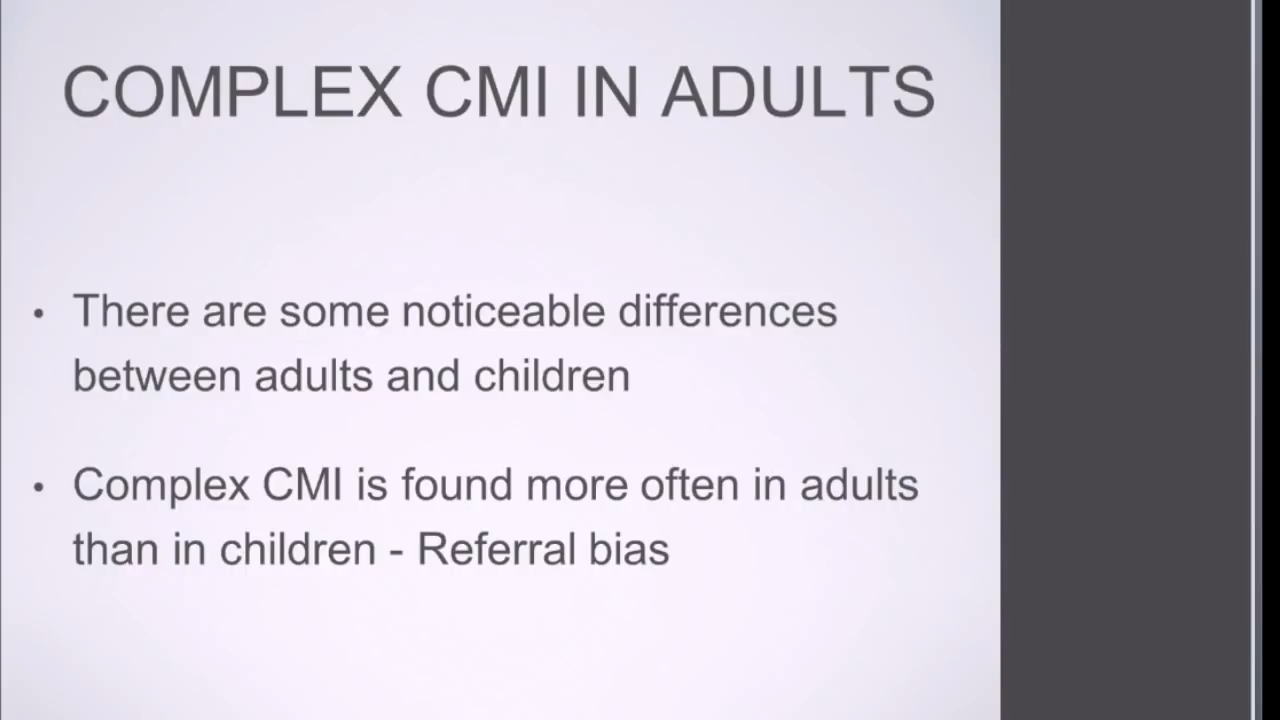 COMPLEX CMI IN ADULTS
• There are some noticeable differences
between adults and children
• Complex CMI is found more often in adults
than in children - Referral bias